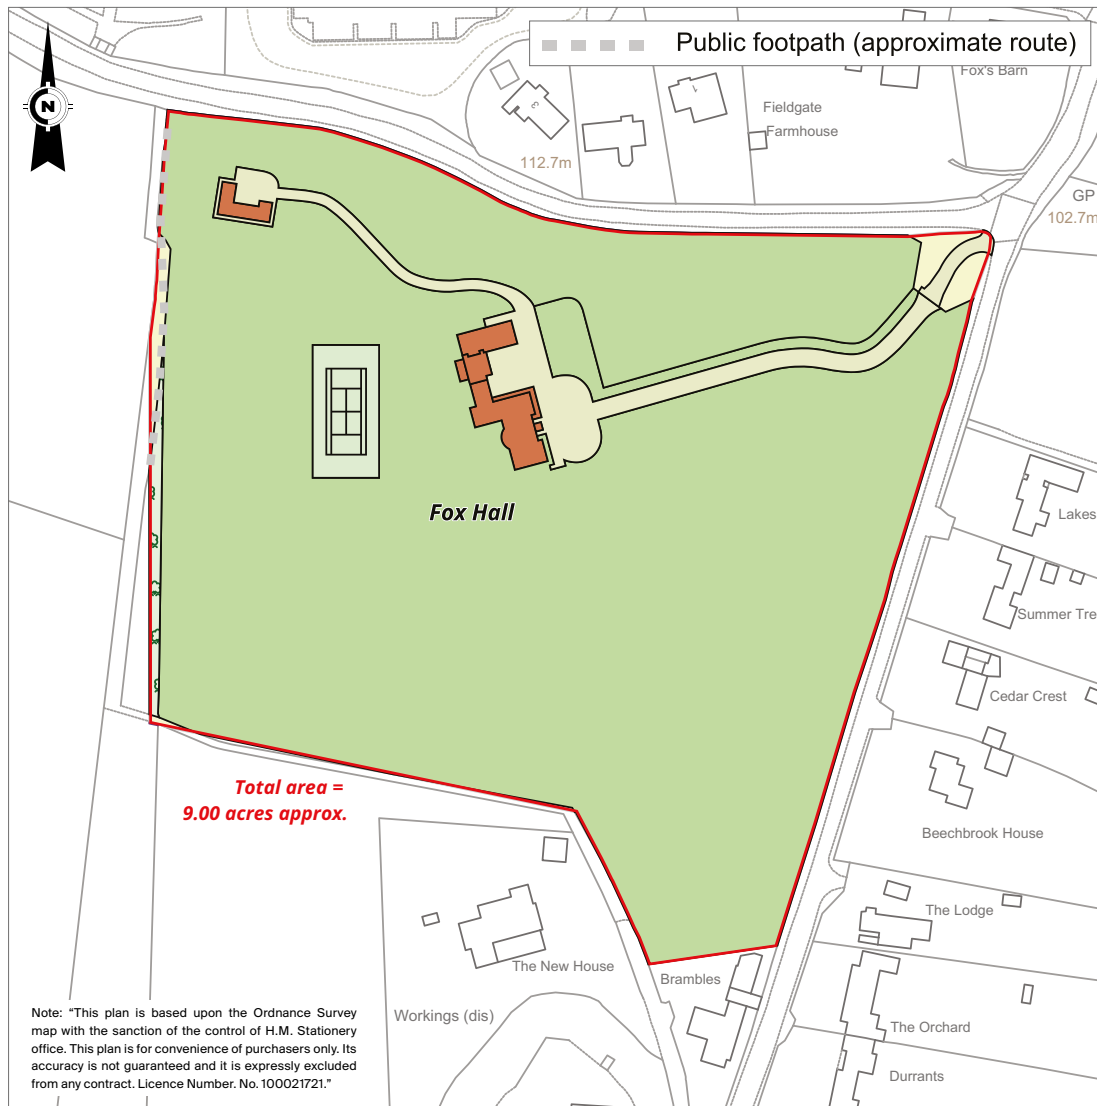 Public footpath (approximate route)
N
Fox's Barn
3
1
Fieldgate
Farmhouse
112.7m
GP
102.7m
Fox Hall
Lakes
Summer Tre
Cedar Crest
Total area =
9.00 acres approx.
Beechbrook House
The Lodge
The New House
Brambles
Workings (dis)
The Orchard
Durrants
Note: “This plan is based upon the Ordnance Survey
map with the sanction of the control of H.M. Stationery
office. This plan is for convenience of purchasers only. Its
accuracy is not guaranteed and it is expressly excluded
from any contract. Licence Number. No. 100021721.”